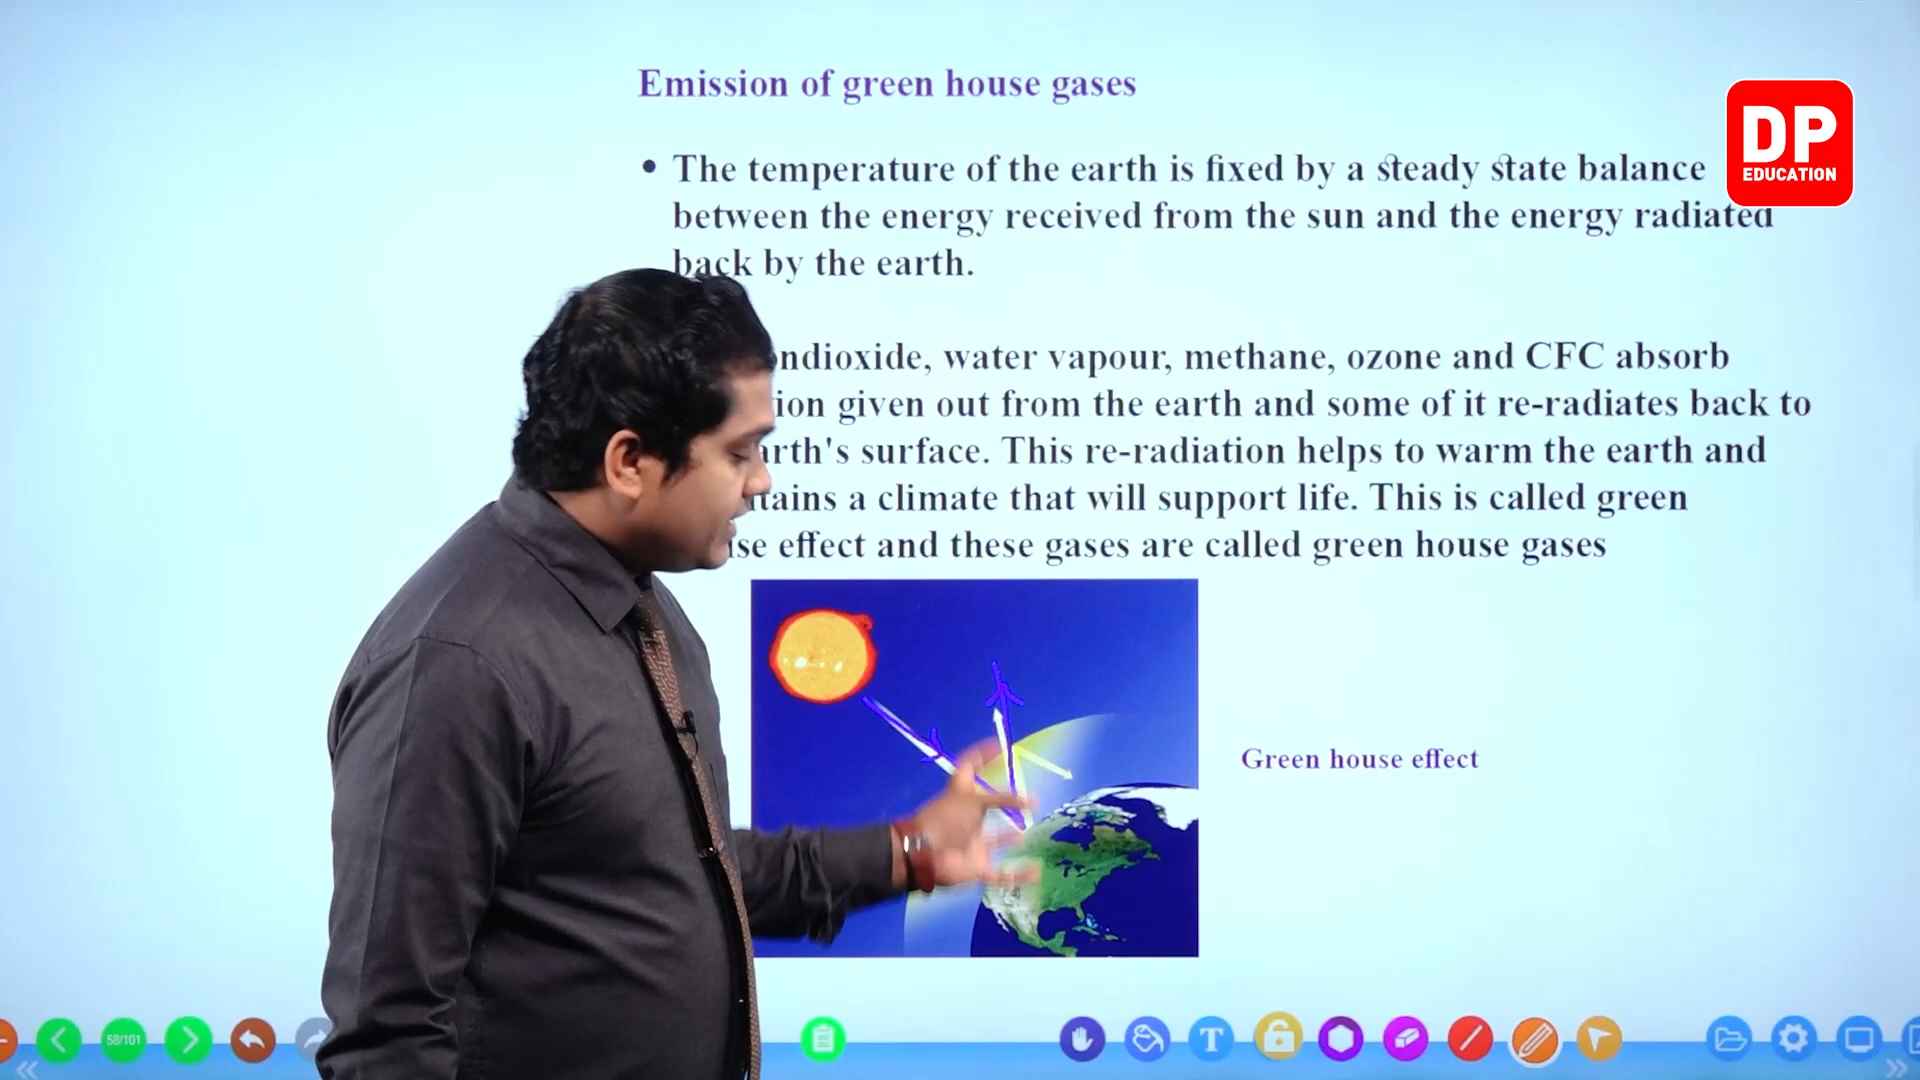 Emission of green house gases
DP
EDUCATION
• The temperature of the earth is fixed by a steady state balance
between the energy received from the sun and the energy radiated
back by the earth.
ndioxide, water vapour, methane, ozone and CFC absorb
ion given out from the earth and some of it re-radiates back to
arth's surface. This re-radiation helps to warm the earth and
tains a climate that will support life. This is called green
se effect and these gases are called green house gases
Green house effect
58/101
T